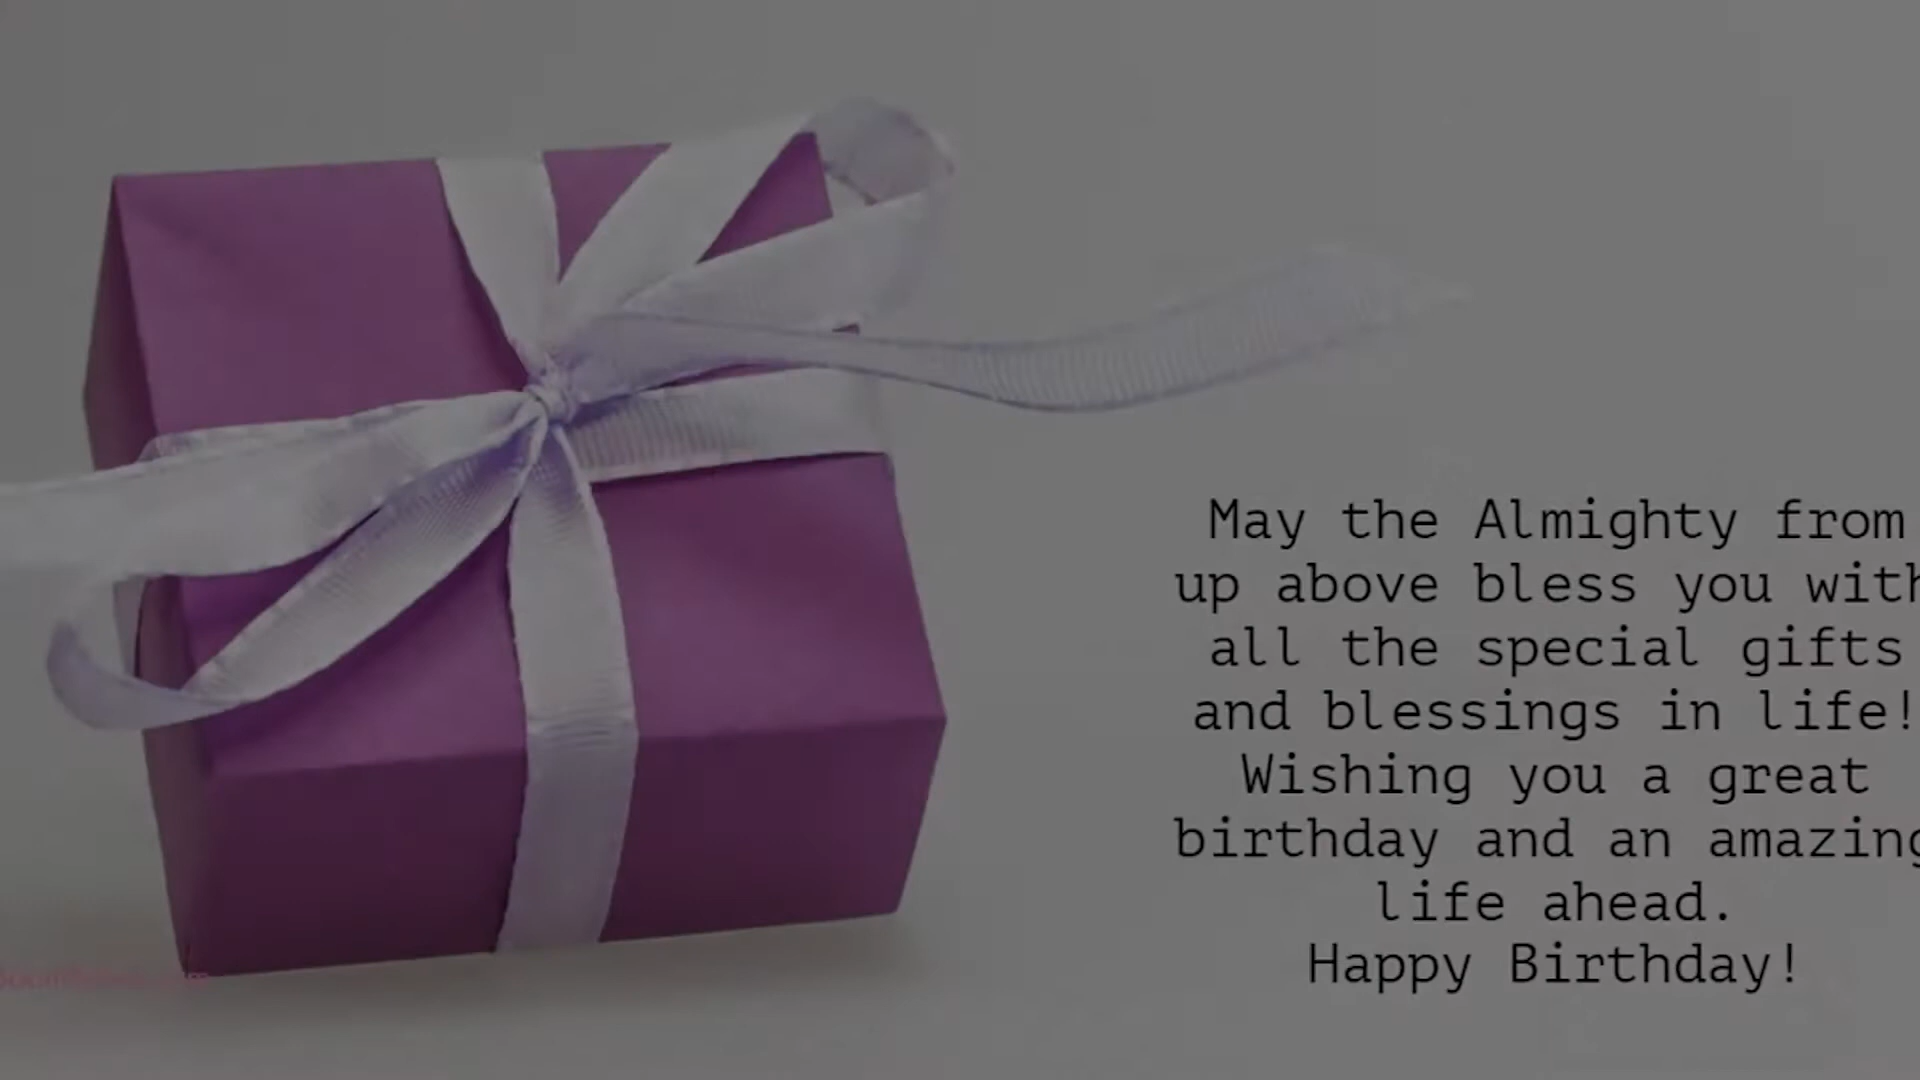 May the Almighty from
up above bless you with
all the special gifts
and blessings in life!
Wishing you a great
birthday and an amazing
life ahead.
Happy Birthday!